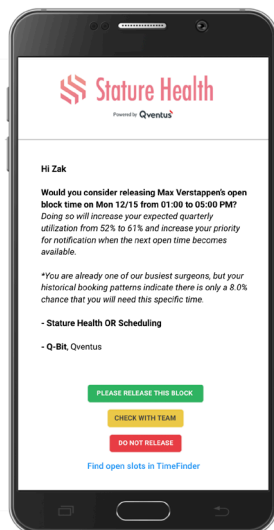 Stature Health
Powered by Qventus
Hi Zak
Would you consider releasing Max Verstappen's open
block time on Mon 12/15 from 01:00 to 05:00 PM?
Doing so will increase your expected quarterly
utilization from 52% to 61% and increase your priority
for notification when the next open time becomes
available.
*You are already one of our busiest surgeons, but your
historical booking patterns indicate there is only a 8.0%
chance that you will need this specific time.
- Stature Health OR Scheduling
- Q-Bit, Qventus
PLEASE RELEASE THIS BLOCK
CHECK WITH TEAM
DO NOT RELEASE
Find open slots in TimeFinder